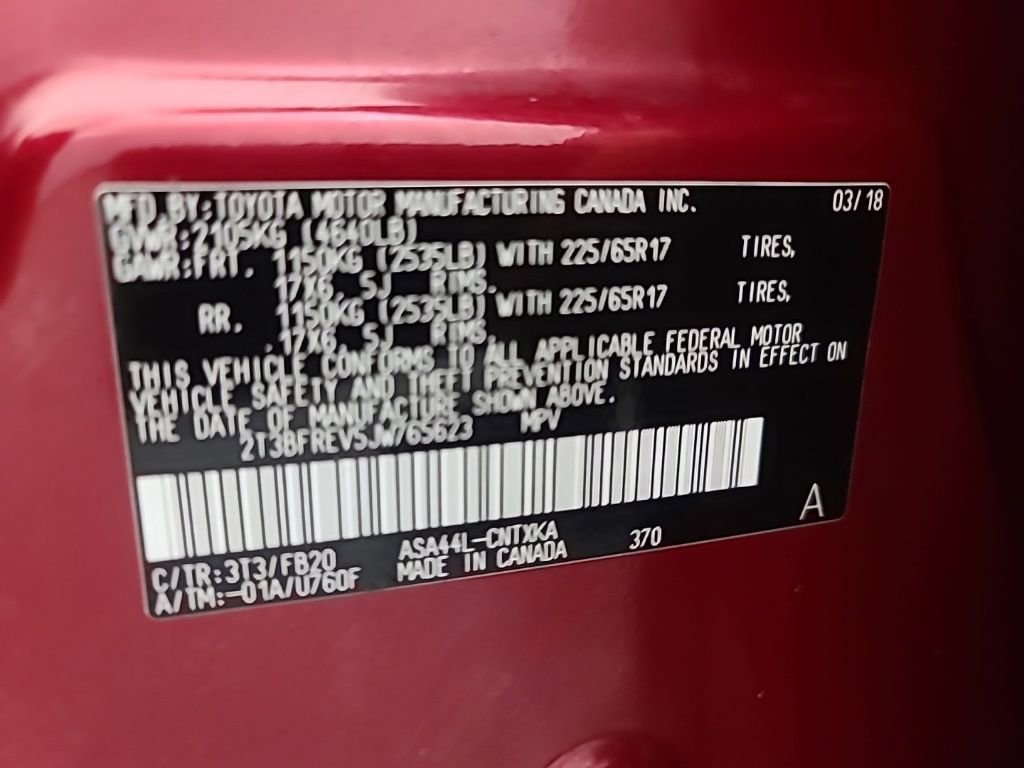 MFD.BY:TOYOTA MOTOR MANUFACTURING CANADA INC. 03/18
GVWR:2105KG (4640LB)
GAWR:FRT. 1150KG (2535LB) WITH 225/65R17 TIRES,
17X6.5J RIMS.
RR. 1150KG (2535LB) WITH 225/65R17 TIRES,
17X6.5J RIMS.
THIS VEHICLE CONFORMS TO ALL APPLICABLE FEDERAL MOTOR
VEHICLE SAFETY AND THEFT PREVENTION STANDARDS IN EFFECT ON
THE DATE OF MANUFACTURE SHOWN ABOVE.
2T3BFREV5JW765623 MPV
A
C/TR:3T3/FB20 ASA44L-CNTXKA 370
A/TM:-01A/U760F MADE IN CANADA